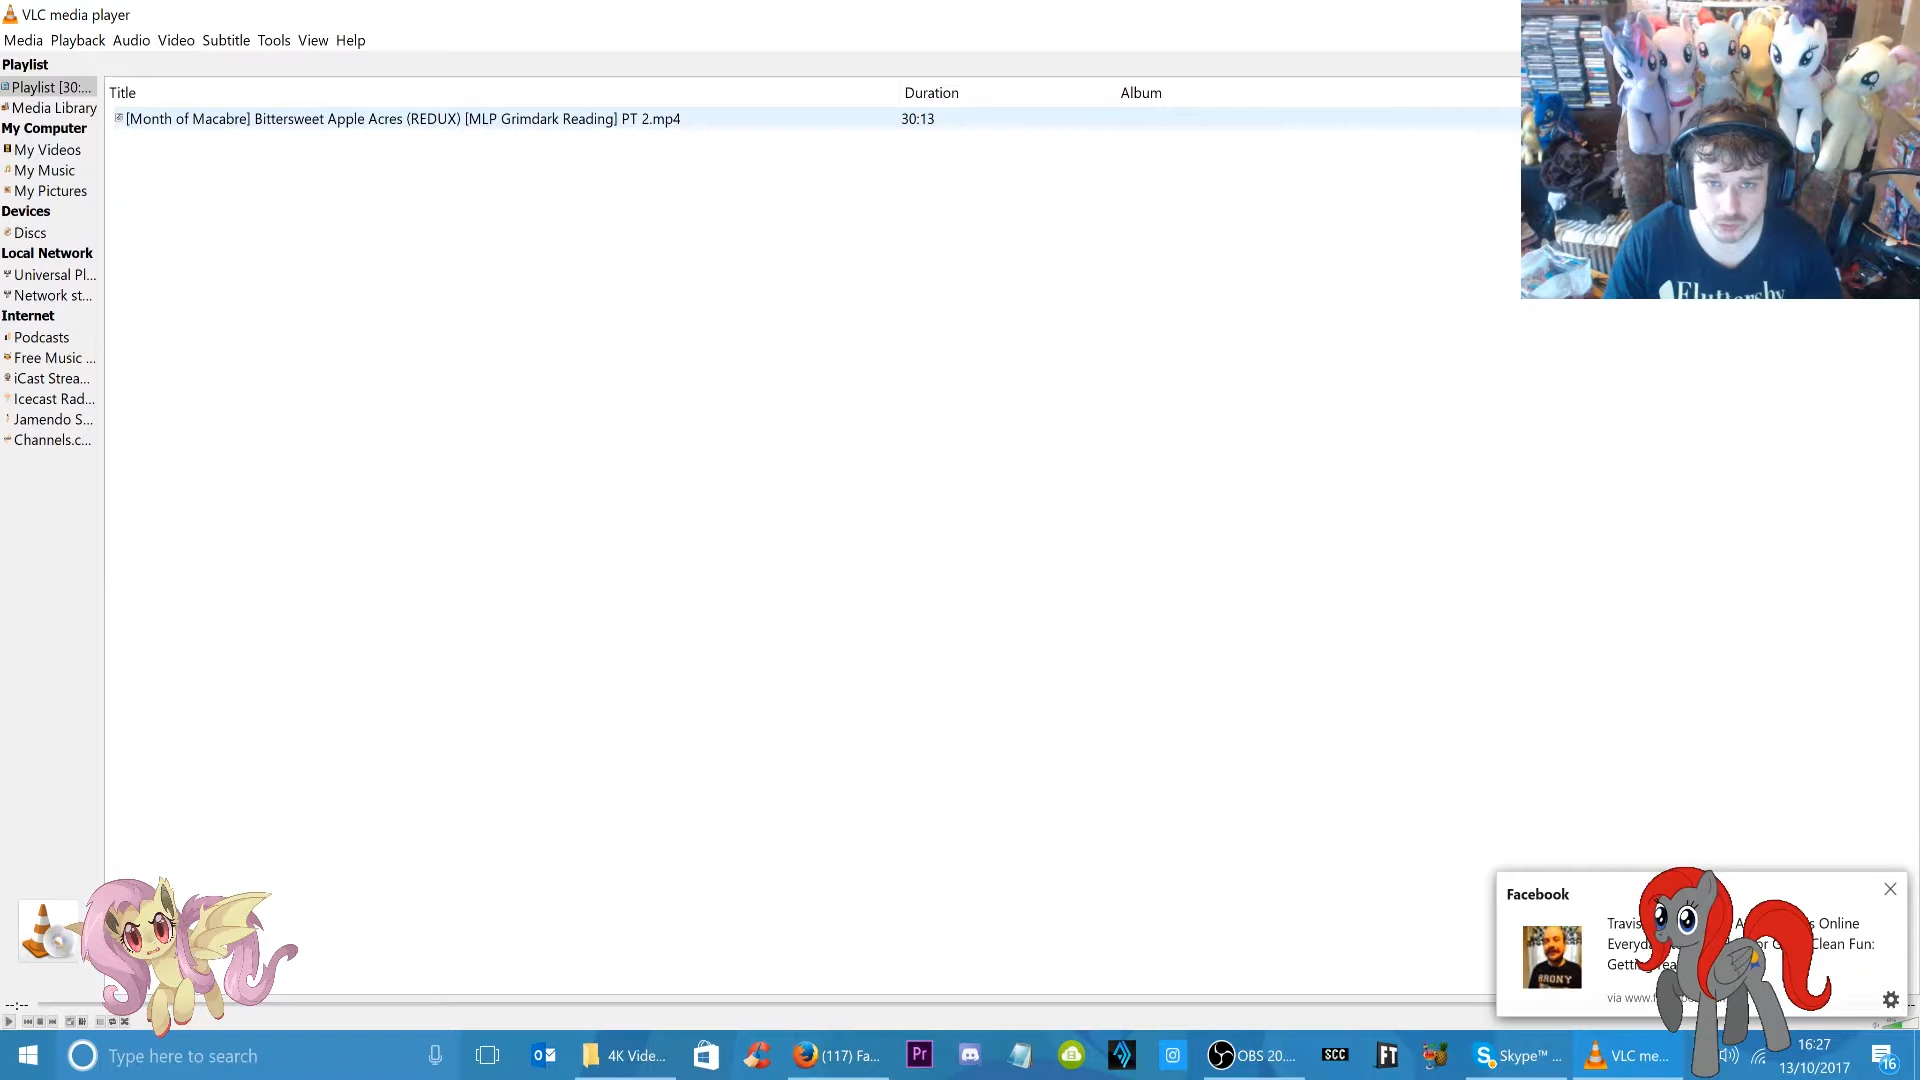 VLC media player
Media Playback Audio Video Subtitle Tools View Help
Playlist
Playlist [30:...
Media Library
My Computer
My Videos
My Music
My Pictures
Devices
Discs
Local Network
Universal Pl...
Network st...
Internet
Podcasts
Free Music ...
iCast Strea...
Icecast Rad...
Jamendo S...
Channels.c...
Title Duration Album
[Month of Macabre] Bittersweet Apple Acres (REDUX) [MLP Grimdark Reading] PT 2.mp4 30:13
Fluttershy
Facebook
Online
Clean Fun:
BRONY
via
--:--
Type here to search
4K Vide...
(117) Fa...
Pr
OBS 20....
SCC
FT
Skype™ ...
VLC me...
16:27
13/10/2017
16